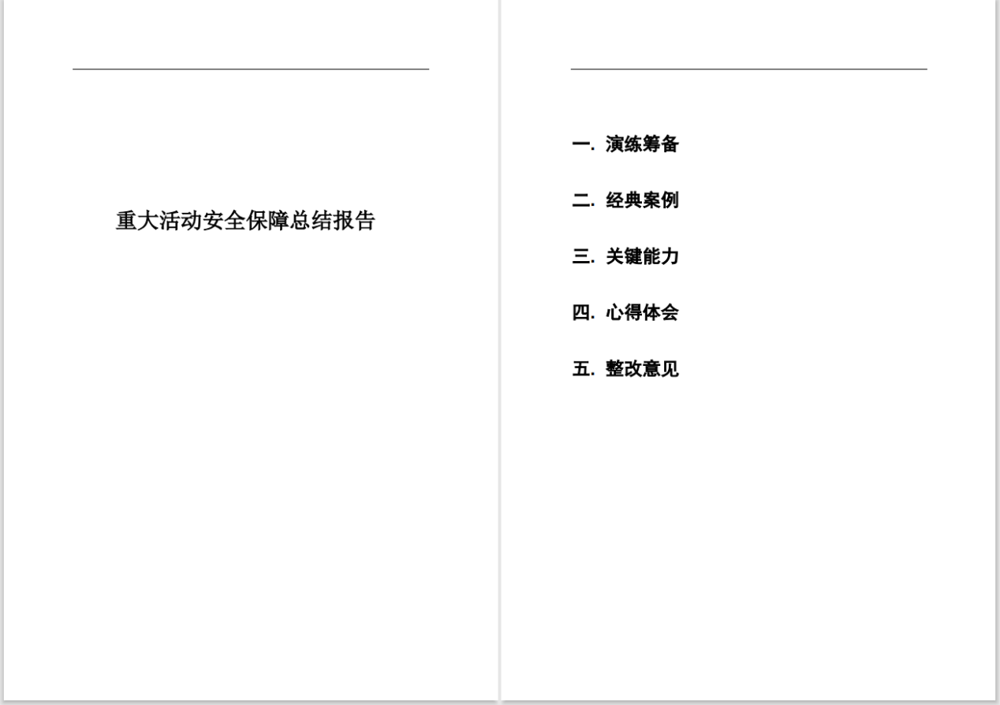 重大活动安全保障总结报告
一. 演练筹备
二. 经典案例
三. 关键能力
四. 心得体会
五. 整改意见